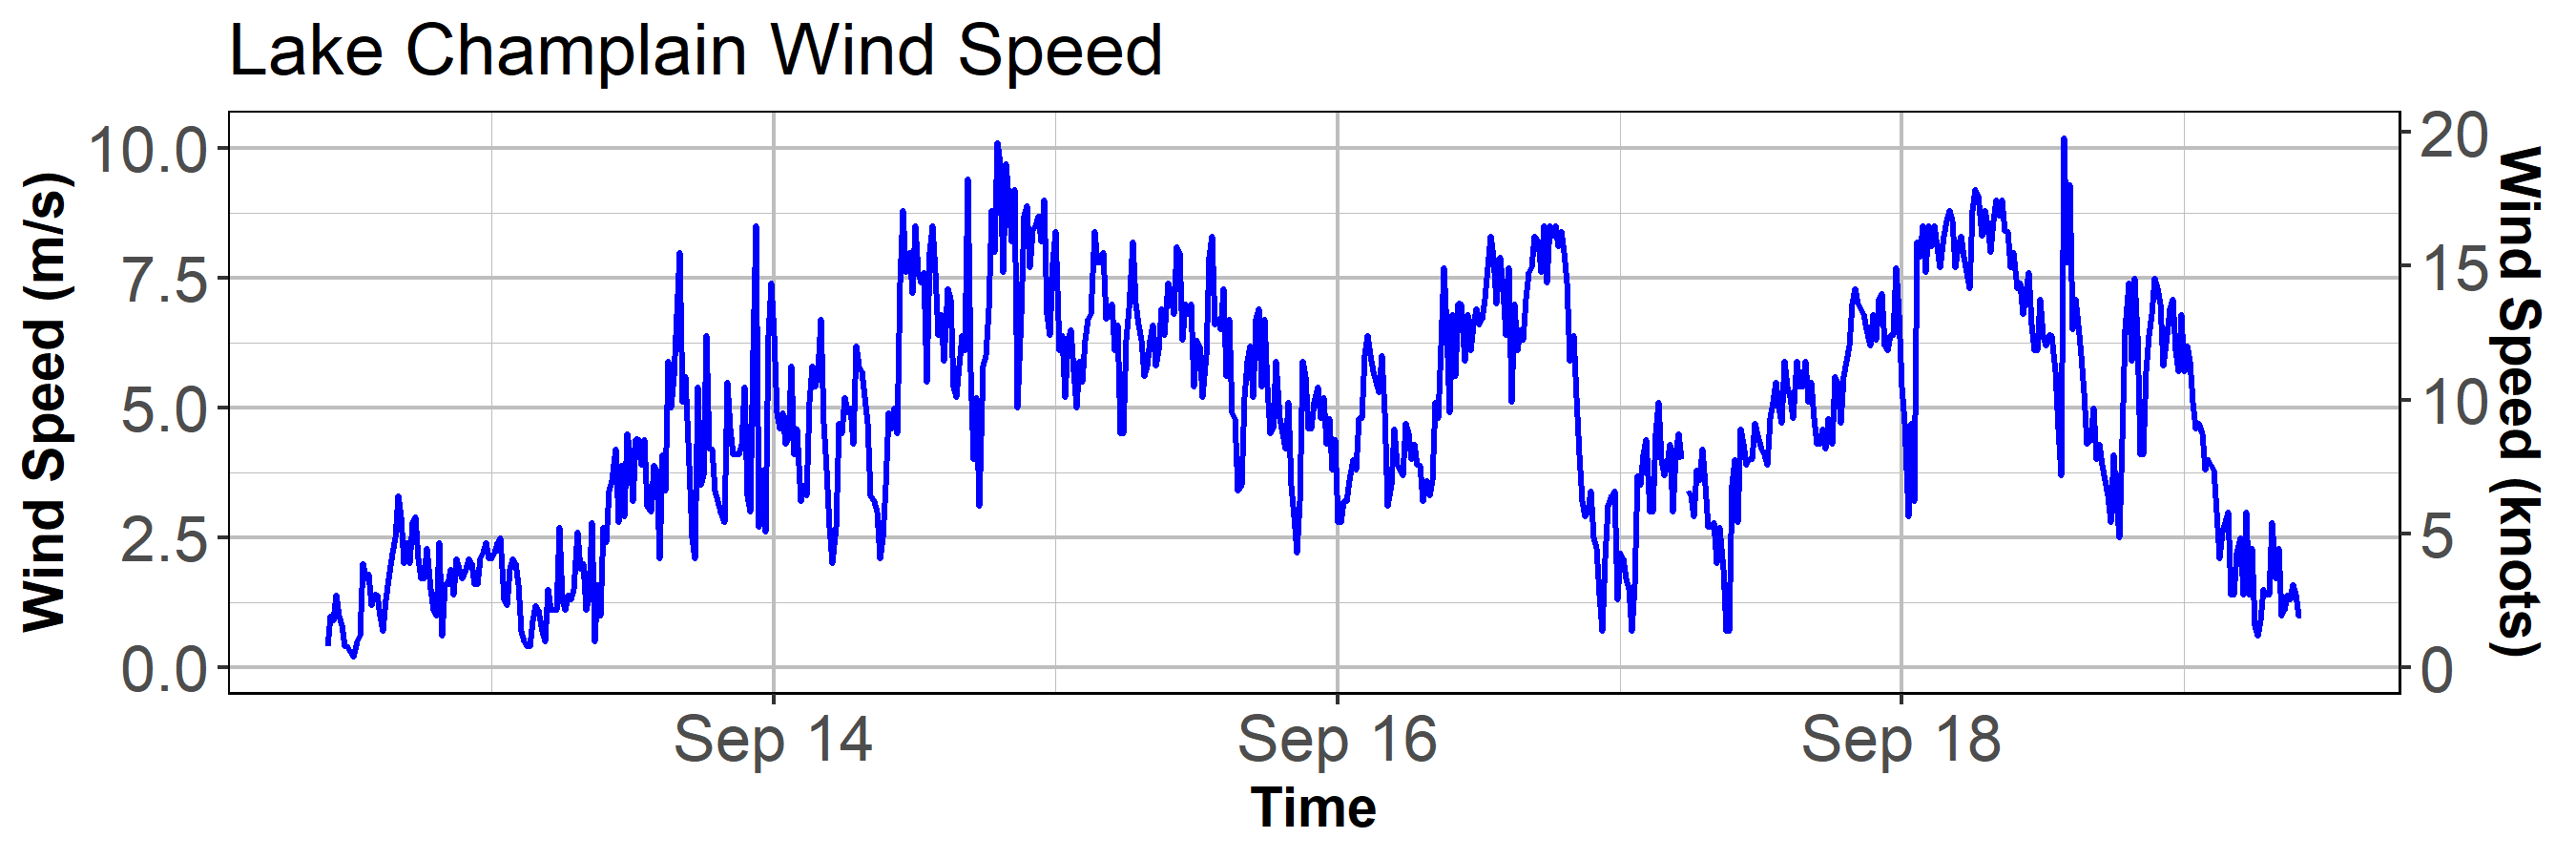 Lake Champlain Wind Speed
Wind Speed (m/s)
10.0
7.5
5.0
2.5
0.0
20
15
10
5
0
Wind Speed (knots)
Sep 14
Sep 16
Sep 18
Time